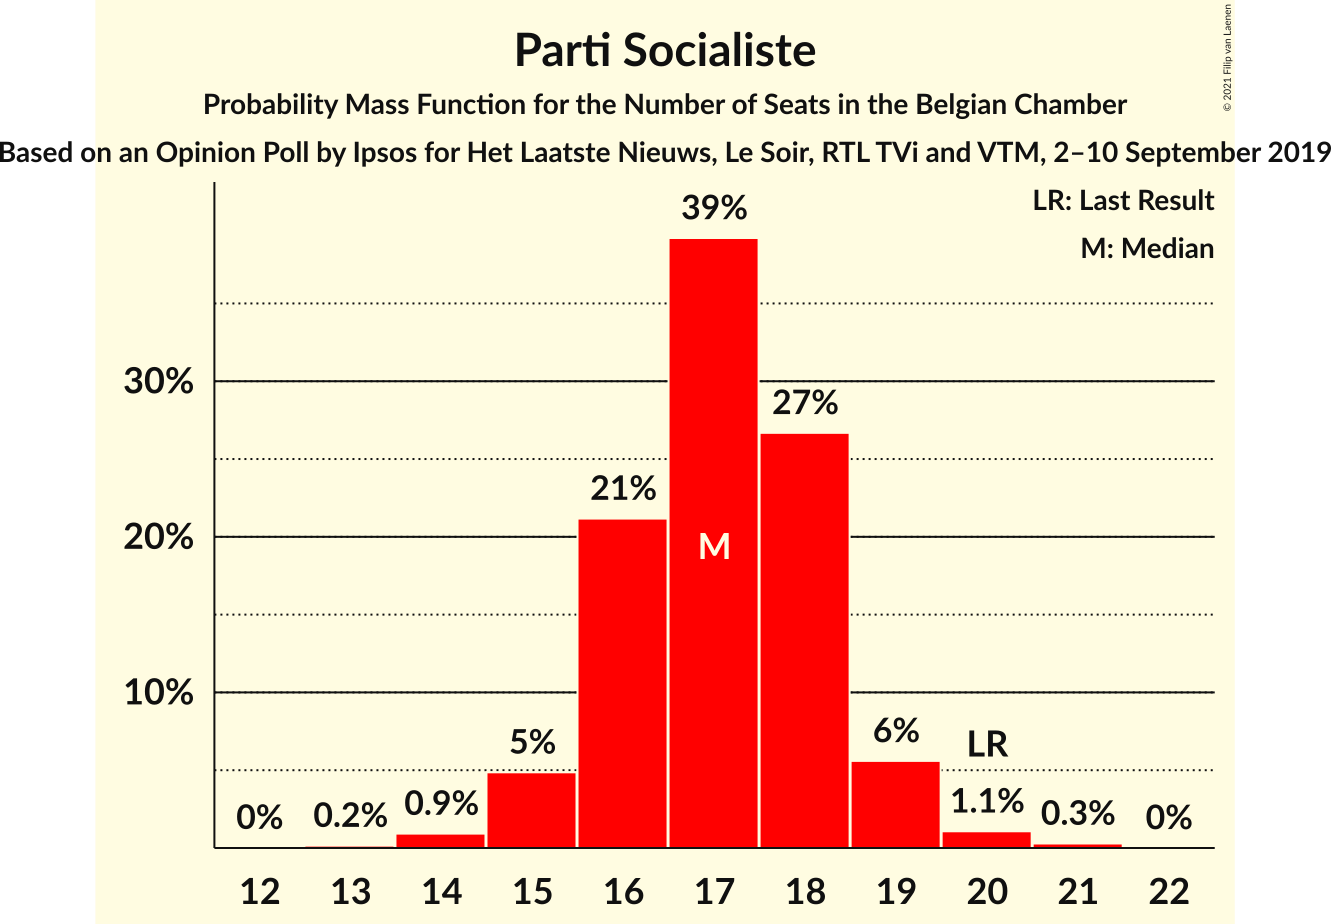 Parti Socialiste
Probability Mass Function for the Number of Seats in the Belgian Chamber
Based on an Opinion Poll by Ipsos for Het Laatste Nieuws, Le Soir, RTL TVi and VTM, 2–10 September 2019
© 2021 Filip van Laenen
LR: Last Result
M: Median
39%
30%
27%
21%
20%
M
10%
6%
LR
5%
0%
0.2%
0.9%
1.1%
0.3%
0%
12 13 14 15 16 17 18 19 20 21 22